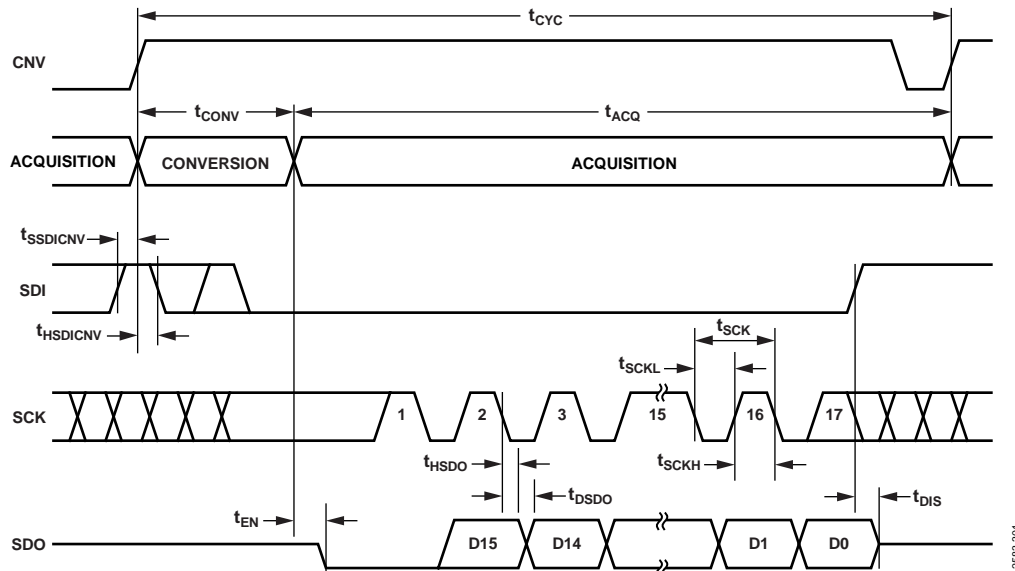 tCYC
CNV
tCONV
tACQ
ACQUISITION
CONVERSION
ACQUISITION
tSSDICNV
SDI
tHSDICNV
tSCK
tSCKL
SCK
1
2
3
15
16
17
tHSDO
tSCKH
tDSDO
tDIS
tEN
SDO
D15
D14
D1
D0